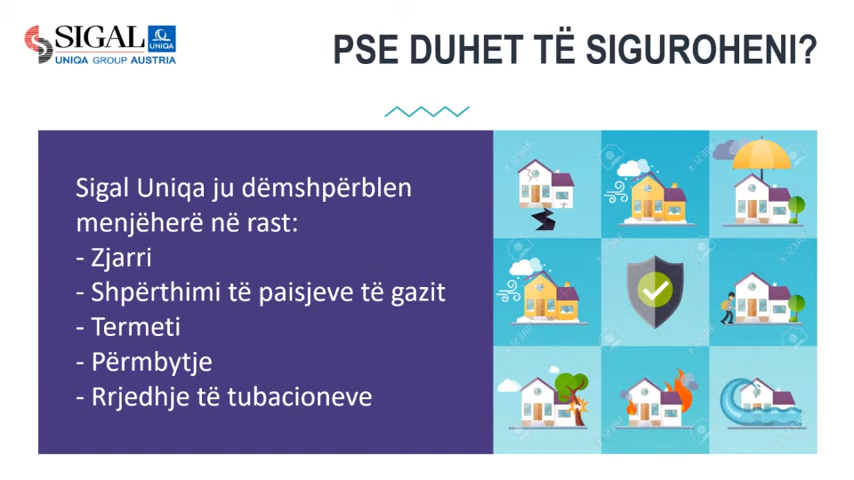 SIGAL
UNIQA
UNIQA GROUP AUSTRIA
PSE DUHET TË SIGUROHENI?
Sigal Uniqa ju dëmshpërblen
menjëherë në rast:
- Zjarri
- Shpërthimi të paisjeve të gazit
- Termeti
- Përmbytje
- Rrjedhje të tubacioneve
123RF